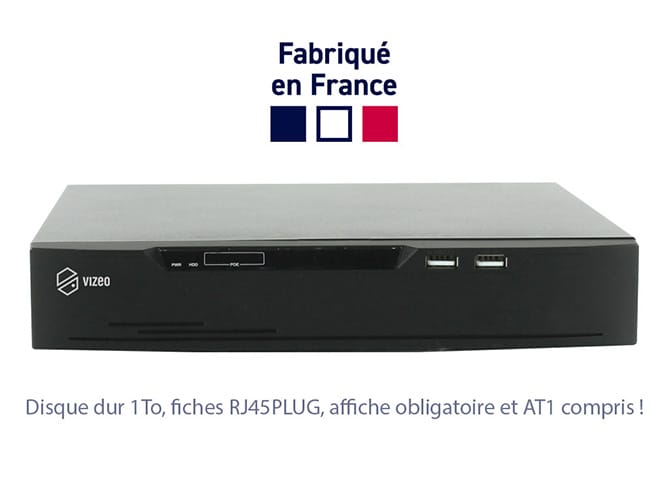 Fabriqué
en France
PWR HDD POE
VIZEO
Disque dur 1To, fiches RJ45PLUG, affiche obligatoire et AT1 compris !